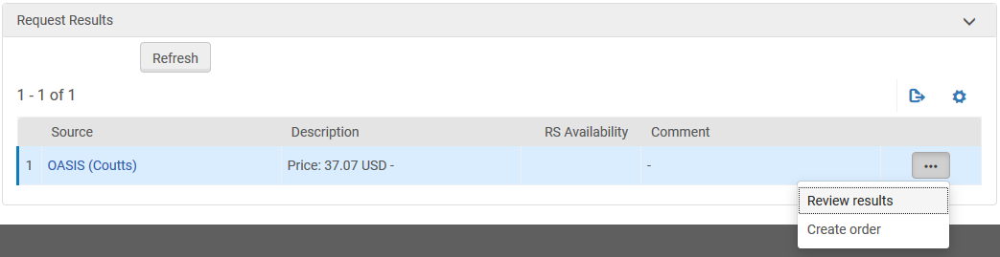 Request Results
Refresh
1 - 1 of 1
Source Description RS Availability Comment
1 OASIS (Coutts) Price: 37.07 USD - - •••
Review results
Create order